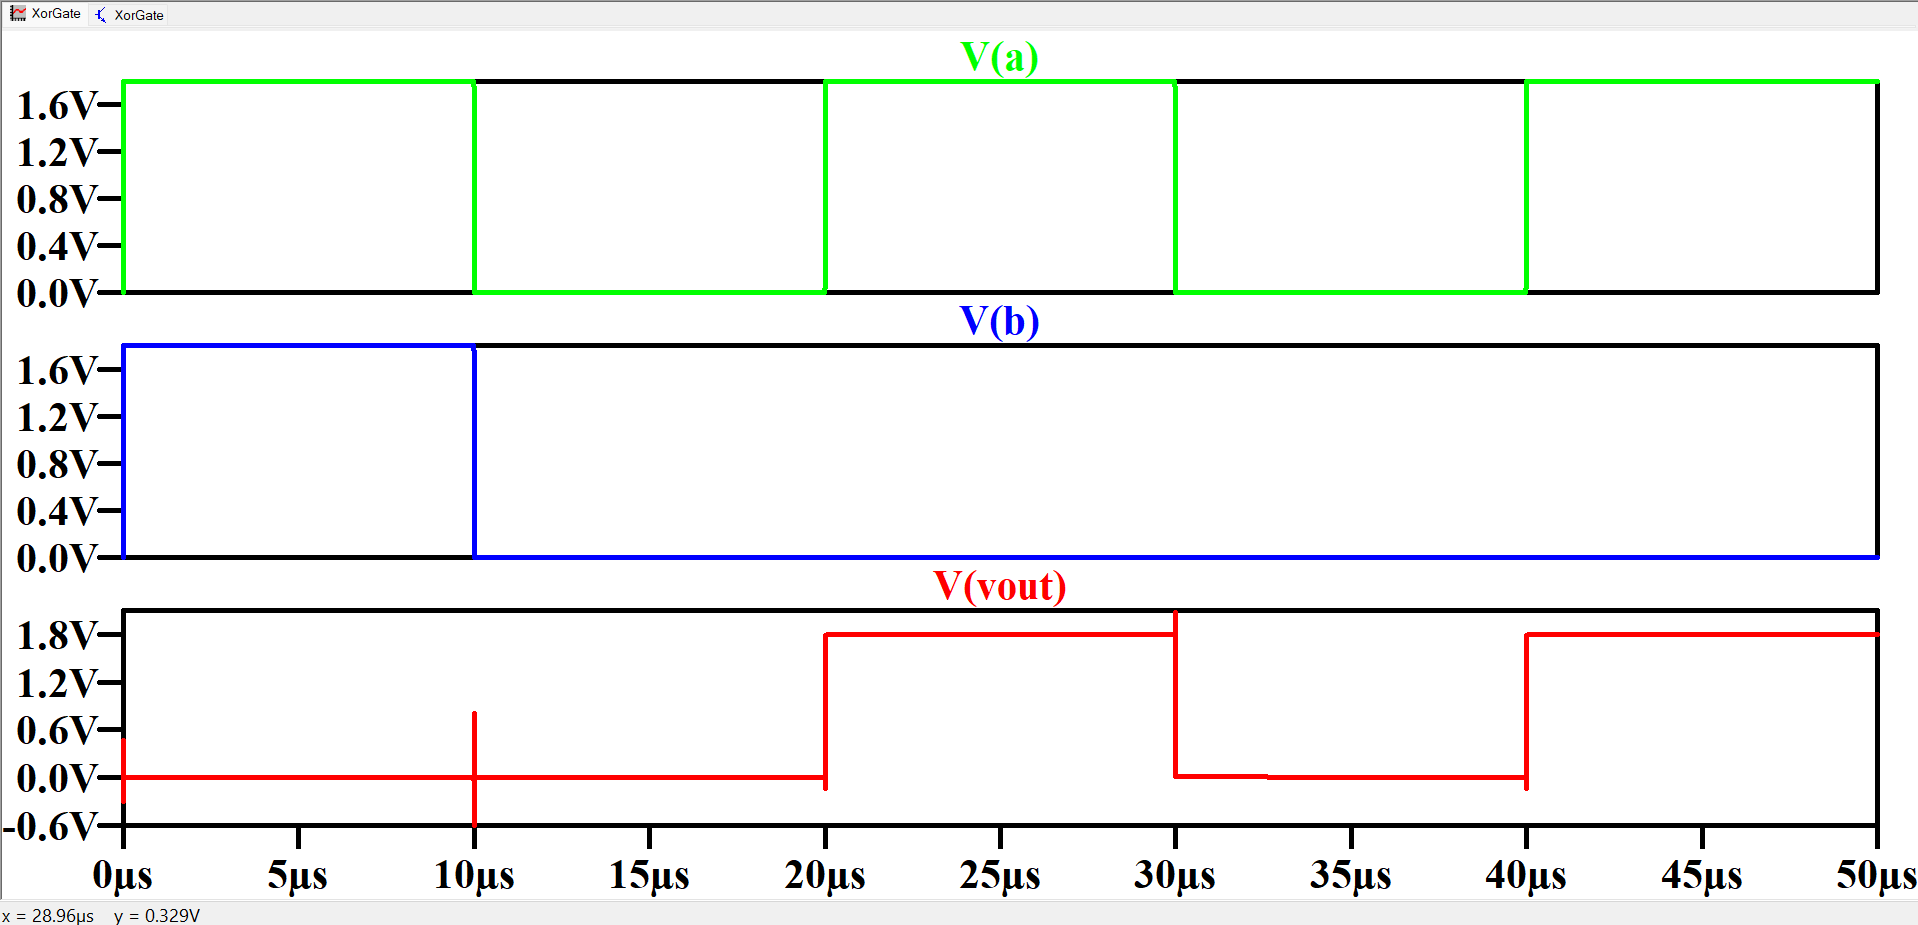 XorGate XorGate
V(a)
1.6V
1.2V
0.8V
0.4V
0.0V
V(b)
1.6V
1.2V
0.8V
0.4V
0.0V
V(vout)
1.8V
1.2V
0.6V
0.0V
-0.6V
0µs 5µs 10µs 15µs 20µs 25µs 30µs 35µs 40µs 45µs 50µs
x = 28.96µs y = 0.329V